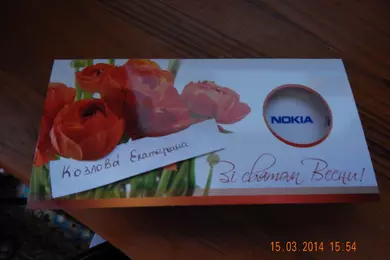 NOKIA
Козлова Екатерина
Зі святом Весни!
15.03.2014 15:54